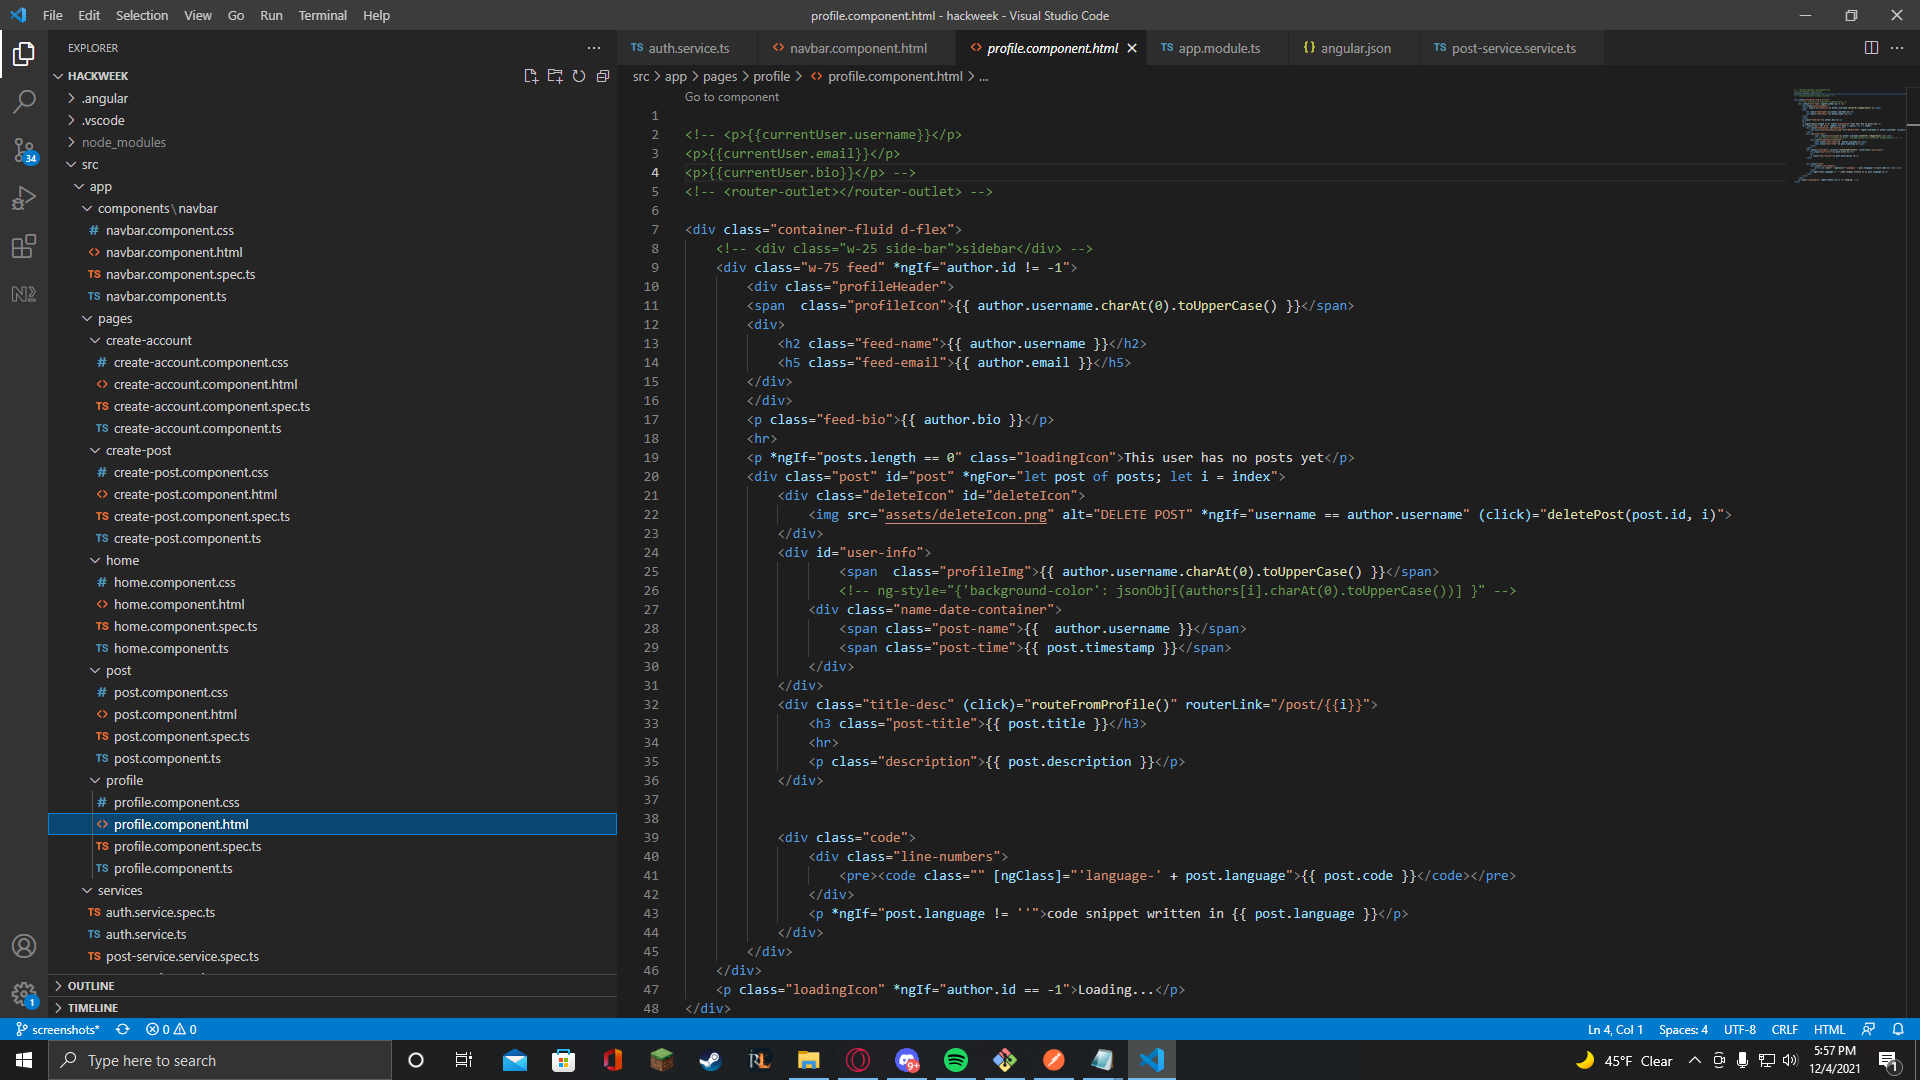 File Edit Selection View Go Run Terminal Help
profile.component.html - hackweek - Visual Studio Code
EXPLORER
HACKWEEK
.angular
.vscode
node_modules
src
app
components\navbar
# navbar.component.css
<> navbar.component.html
TS navbar.component.spec.ts
TS navbar.component.ts
pages
create-account
# create-account.component.css
<> create-account.component.html
TS create-account.component.spec.ts
TS create-account.component.ts
create-post
# create-post.component.css
<> create-post.component.html
TS create-post.component.spec.ts
TS create-post.component.ts
home
# home.component.css
<> home.component.html
TS home.component.spec.ts
TS home.component.ts
post
# post.component.css
<> post.component.html
TS post.component.spec.ts
TS post.component.ts
profile
# profile.component.css
<> profile.component.html
TS profile.component.spec.ts
TS profile.component.ts
services
TS auth.service.spec.ts
TS auth.service.ts
TS post-service.service.spec.ts
OUTLINE
TIMELINE
34
1
TS auth.service.ts
<> navbar.component.html
<> profile.component.html
TS app.module.ts
{} angular.json
TS post-service.service.ts
src > app > pages > profile > <> profile.component.html > ...
Go to component
1
2 <!-- <p>{{currentUser.username}}</p>
3 <p>{{currentUser.email}}</p>
4 <p>{{currentUser.bio}}</p> -->
5 <!-- <router-outlet></router-outlet> -->
6
7 <div class="container-fluid d-flex">
8 <!-- <div class="w-25 side-bar">sidebar</div> -->
9 <div class="w-75 feed" *ngIf="author.id != -1">
10 <div class="profileHeader">
11 <span  class="profileIcon">{{ author.username.charAt(0).toUpperCase() }}</span>
12 <div>
13 <h2 class="feed-name">{{ author.username }}</h2>
14 <h5 class="feed-email">{{ author.email }}</h5>
15 </div>
16 </div>
17 <p class="feed-bio">{{ author.bio }}</p>
18 <hr>
19 <p *ngIf="posts.length == 0" class="loadingIcon">This user has no posts yet</p>
20 <div class="post" id="post" *ngFor="let post of posts; let i = index">
21 <div class="deleteIcon" id="deleteIcon">
22 <img src="assets/deleteIcon.png" alt="DELETE POST" *ngIf="username == author.username" (click)="deletePost(post.id, i)">
23 </div>
24 <div id="user-info">
25 <span  class="profileImg">{{ author.username.charAt(0).toUpperCase() }}</span>
26 <!-- ng-style="{'background-color': jsonObj[(authors[i].charAt(0).toUpperCase())] }" -->
27 <div class="name-date-container">
28 <span class="post-name">{{  author.username }}</span>
29 <span class="post-time">{{ post.timestamp }}</span>
30 </div>
31 </div>
32 <div class="title-desc" (click)="routeFromProfile()" routerLink="/post/{{i}}">
33 <h3 class="post-title">{{ post.title }}</h3>
34 <hr>
35 <p class="description">{{ post.description }}</p>
36 </div>
37
38
39 <div class="code">
40 <div class="line-numbers">
41 <pre><code class="" [ngClass]="'language-' + post.language">{{ post.code }}</code></pre>
42 </div>
43 <p *ngIf="post.language != ''">code snippet written in {{ post.language }}</p>
44 </div>
45 </div>
46 </div>
47 <p class="loadingIcon" *ngIf="author.id == -1">Loading...</p>
48 </div>
screenshots* 0 0
Ln 4, Col 1 Spaces: 4 UTF-8 CRLF HTML
Type here to search
9+
45°F Clear
5:57 PM
12/4/2021
1